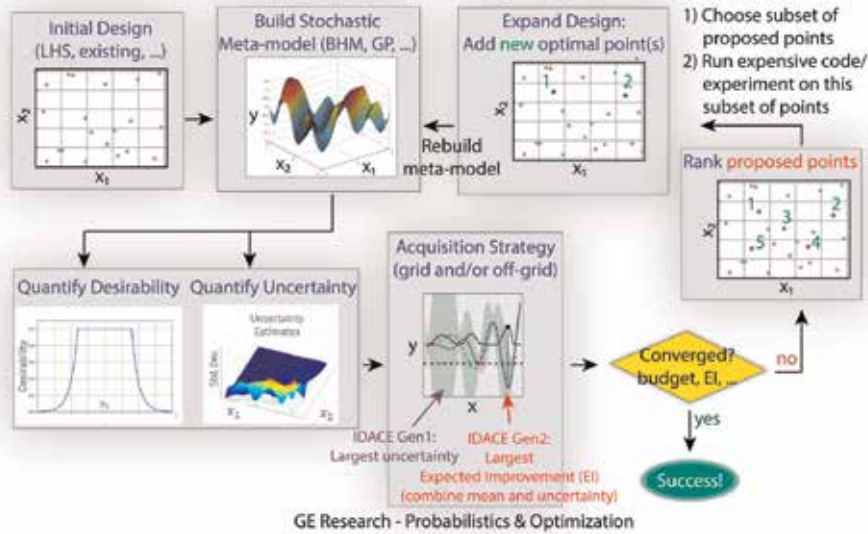 Initial Design
(LHS, existing, ...)
x₂
x₁
Build Stochastic
Meta-model (BHM, GP, ...)
y
x₂
x₁
Expand Design:
Add new optimal point(s)
1
2
x₂
x₁
1) Choose subset of
proposed points
2) Run expensive code/
experiment on this
subset of points
Rebuild
meta-model
Rank proposed points
1
2
3
4
5
x₂
x₁
Quantify Desirability
Desirability
Quantify Uncertainty
Uncertainty
Estimates
Std. Dev.
Acquisition Strategy
(grid and/or off-grid)
y
x
IDACE Gen1:
Largest uncertainty
IDACE Gen2:
Largest
Expected Improvement (EI)
(combine mean and uncertainty)
Converged?
budget, EI, ...
no
yes
Success!
GE Research - Probabilistics & Optimization